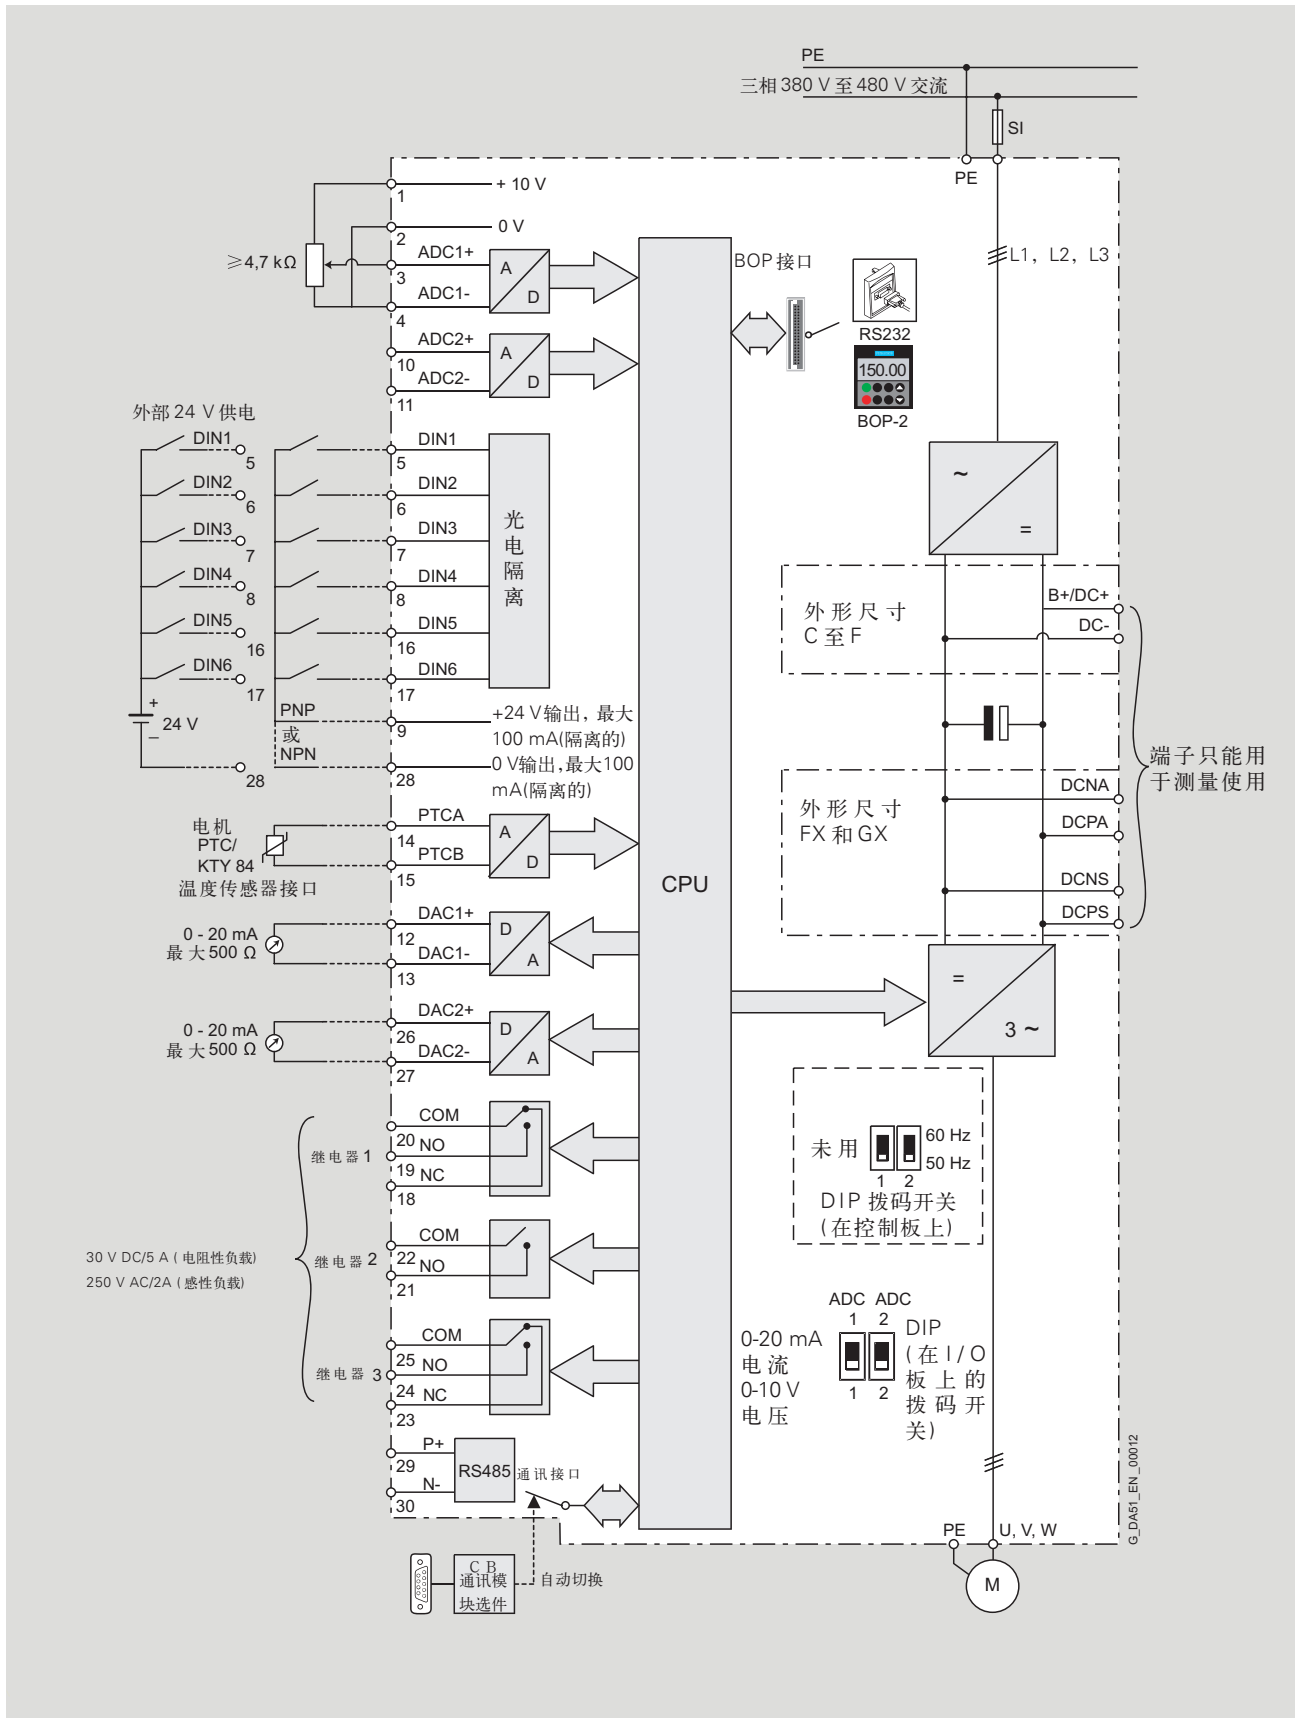 PE
三相 380 V 至 480 V 交流
SI
PE
1
+ 10 V
2
0 V
≥4,7 kΩ
ADC1+
3
ADC1-
4
A
D
L1, L2, L3
BOP 接口
RS232
150.00
BOP-2
ADC2+
10
ADC2-
11
A
D
外部 24 V 供电
DIN1
5
DIN2
6
DIN3
7
DIN4
8
DIN5
16
DIN6
17
+
24 V
–
28
DIN1
5
DIN2
6
DIN3
7
DIN4
8
DIN5
16
DIN6
17
光
电
隔
离
PNP
或
NPN
9
28
+24 V输出, 最大
100 mA(隔离的)
0 V输出,最大100
mA(隔离的)
~
=
外 形 尺 寸
C 至 F
B+/DC+
DC-
端子只能用
于测量使用
外 形 尺 寸
FX 和 GX
DCNA
DCPA
DCNS
DCPS
电机
PTC/
KTY 84
温度传感器接口
PTCA
14
PTCB
15
A
D
CPU
0 - 20 mA
最 大 500 Ω
DAC1+
12
DAC1-
13
D
A
=
3 ~
0 - 20 mA
最 大 500 Ω
DAC2+
26
DAC2-
27
D
A
继电器 1
COM
20
NO
19
NC
18
未 用
60 Hz
50 Hz
1 2
DIP 拨码开关
(在控制板上)
30 V DC/5 A ( 电阻性负载)
250 V AC/2A ( 感性负载)
继电器 2
COM
22
NO
21
继电器 3
COM
25
NO
24
NC
23
ADC ADC
1 2
0-20 mA
电 流
0-10 V
电 压
1 2
DIP
( 在 I / O
板 上 的
拨 码 开
关)
P+
29
N-
30
RS485
通讯接口
C B
通讯模
块选件
自动切换
PE
U, V, W
M
G_DA51_EN_00012